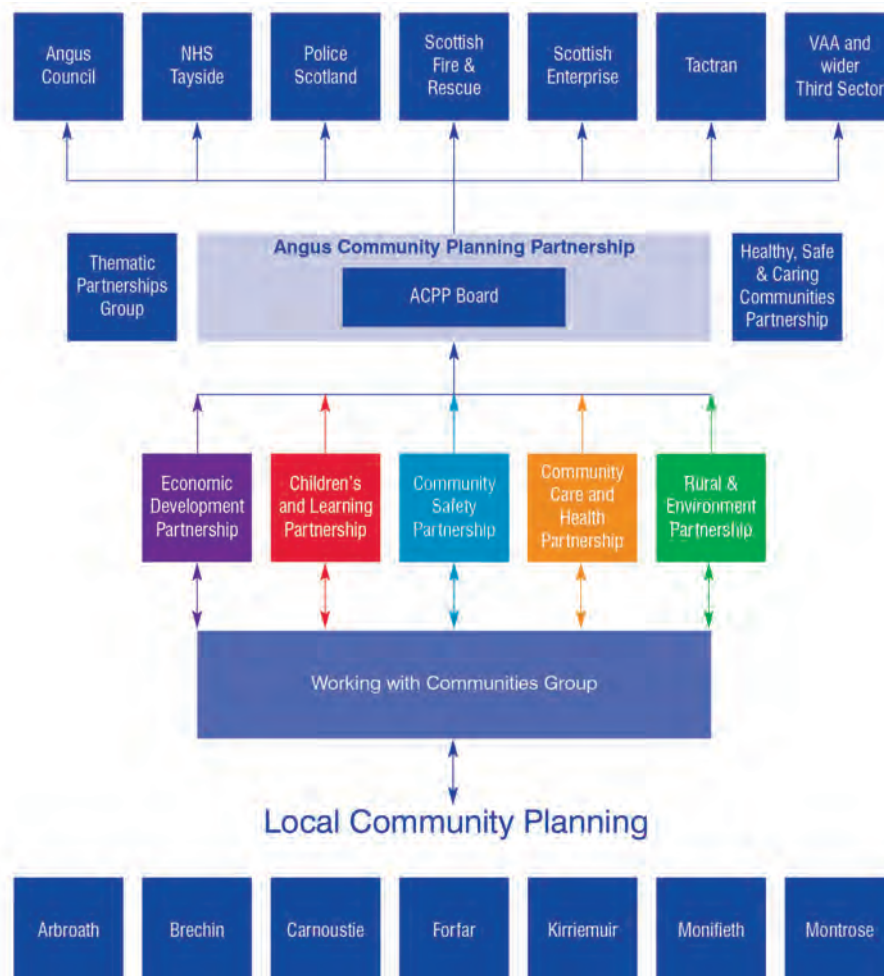 Angus
Council
NHS
Tayside
Police
Scotland
Scottish
Fire &
Rescue
Scottish
Enterprise
Tactran
VAA and
wider
Third Sector
Thematic
Partnerships
Group
Angus Community Planning Partnership
ACPP Board
Healthy, Safe
& Caring
Communities
Partnership
Economic
Development
Partnership
Children's
and Learning
Partnership
Community
Safety
Partnership
Community
Care and
Health
Partnership
Rural &
Environment
Partnership
Working with Communities Group
Local Community Planning
Arbroath
Brechin
Carnoustie
Forfar
Kirriemuir
Monifieth
Montrose